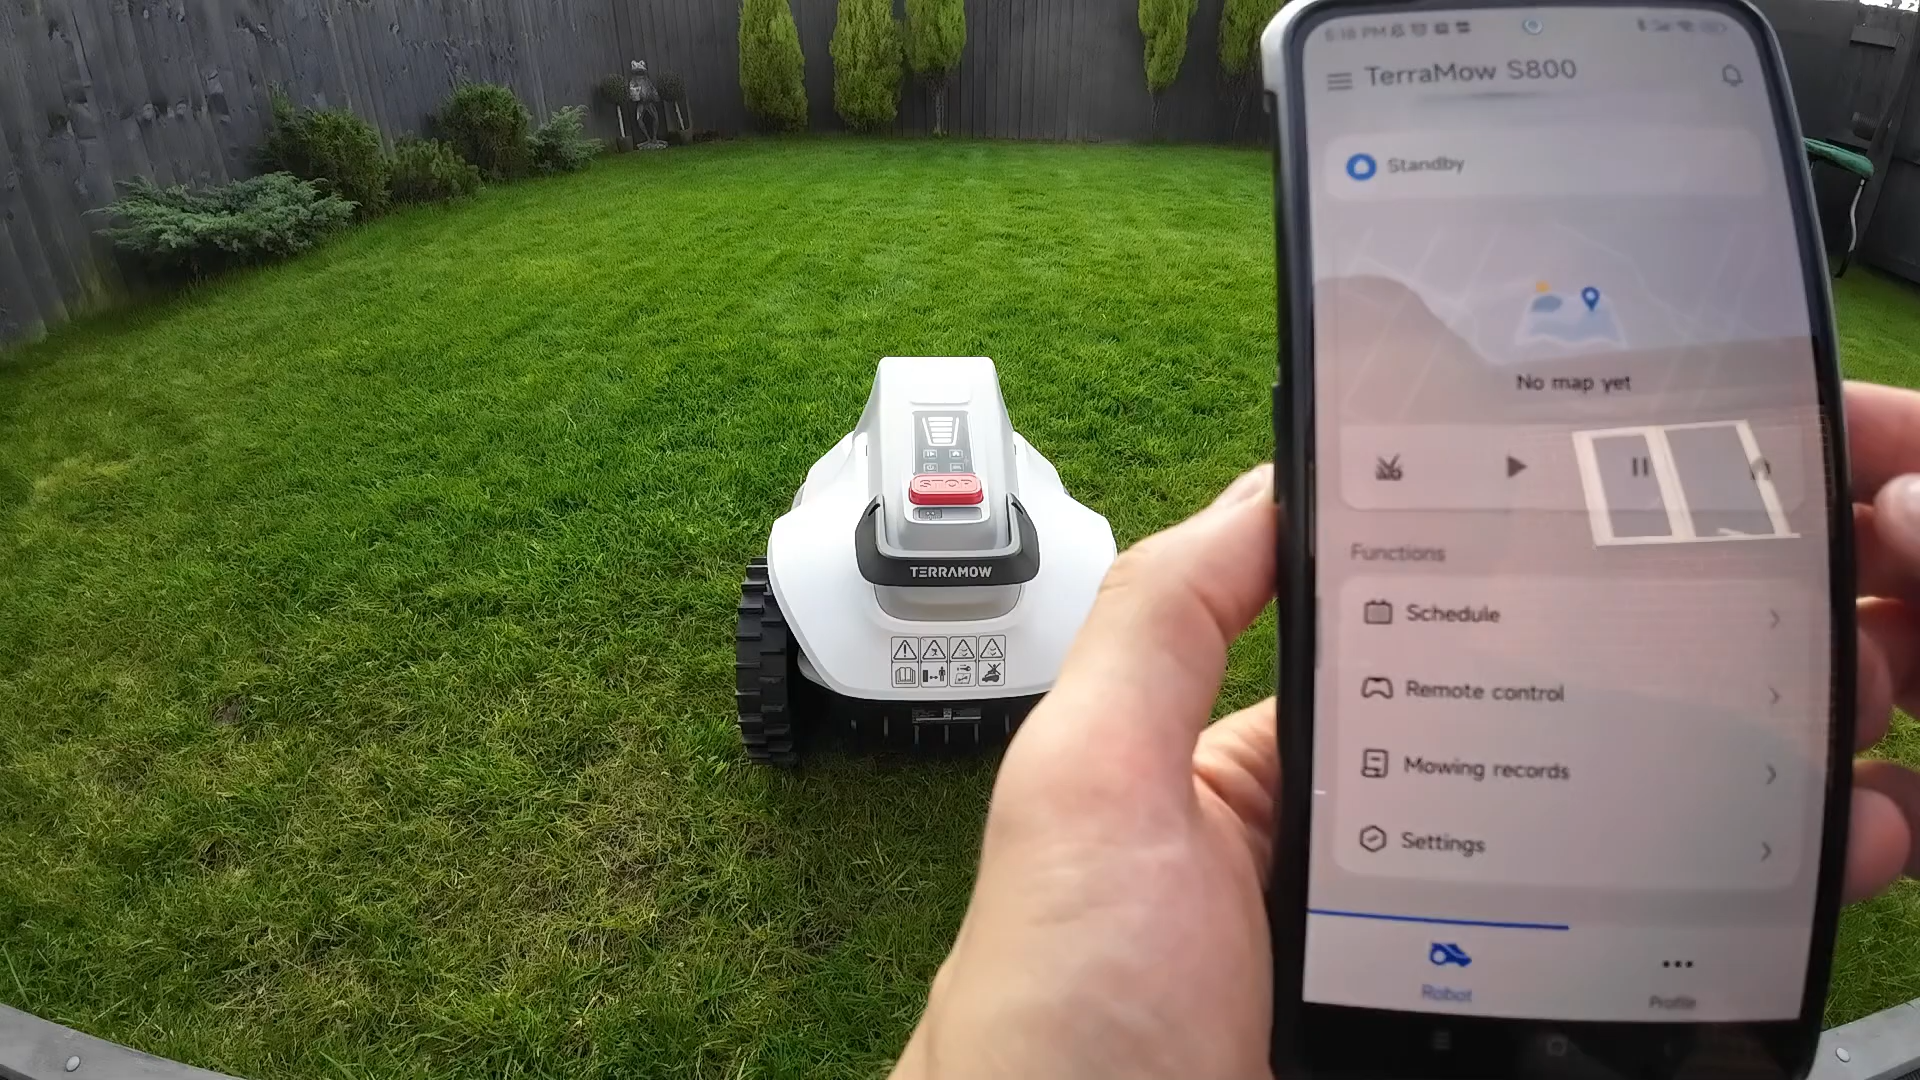 TerraMow S800
Standby
No map yet
Functions
Schedule
Remote control
Mowing records
Settings
Robot
Profile
STOP
TERRAMOW